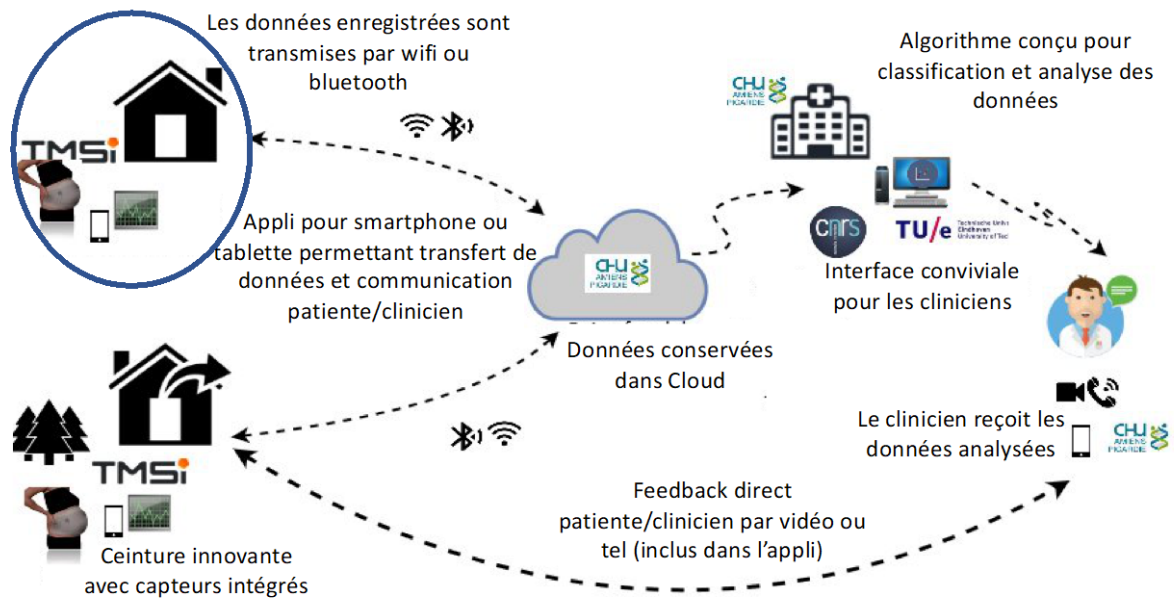 Les données enregistrées sont
transmises par wifi ou
bluetooth
TMSi
Appli pour smartphone ou
tablette permettant transfert de
données et communication
patiente/clinicien
CHU
AMIENS
PICARDIE
Données conservées
dans Cloud
CHU
AMIENS
PICARDIE
Algorithme conçu pour
classification et analyse des
données
cnrs
TU/e
Eindhoven
University of Tec
Interface conviviale
pour les cliniciens
Le clinicien reçoit les
données analysées
CHU
AMIENS
PICARDIE
TMSi
Ceinture innovante
avec capteurs intégrés
Feedback direct
patiente/clinicien par vidéo ou
tel (inclus dans l’appli)